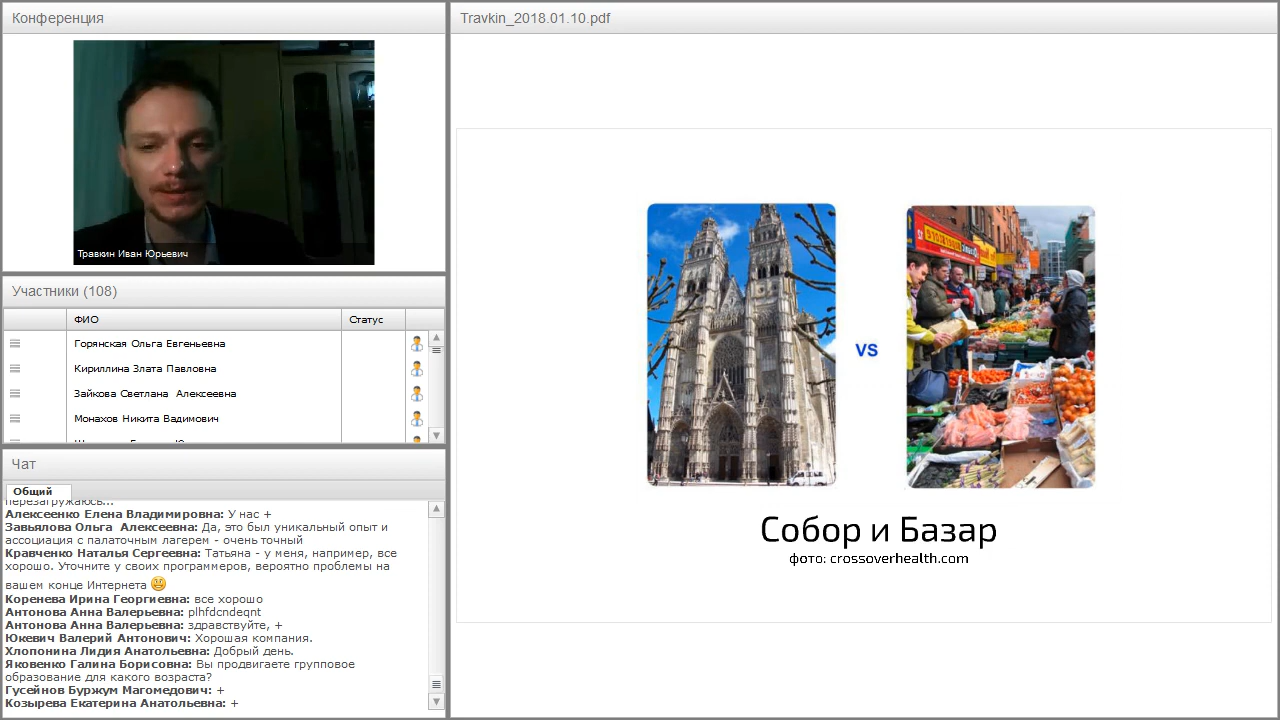 Конференция
Травкин Иван Юрьевич
Участники (108)
ФИО
Статус
Горянская Ольга Евгеньевна
Кириллина Злата Павловна
Зайкова Светлана Алексеевна
Монахов Никита Вадимович
Чат
Общий
перезагружаюсь...
Алексеенко Елена Владимировна: У нас +
Завьялова Ольга Алексеевна: Да, это был уникальный опыт и
ассоциация с палаточным лагерем - очень точный
Кравченко Наталья Сергеевна: Татьяна - у меня, например, все
хорошо. Уточните у своих программеров, вероятно проблемы на
вашем конце Интернета
Коренева Ирина Георгиевна: все хорошо
Антонова Анна Валерьевна: plhfdcndeqnt
Антонова Анна Валерьевна: здравствуйте, +
Юкевич Валерий Антонович: Хорошая компания.
Хлопонина Лидия Анатольевна: Добрый день.
Яковенко Галина Борисовна: Вы продвигаете групповое
образование для какого возраста?
Гусейнов Буржум Магомедович: +
Козырева Екатерина Анатольевна: +
Travkin_2018.01.10.pdf
VS
Собор и Базар
фото: crossoverhealth.com